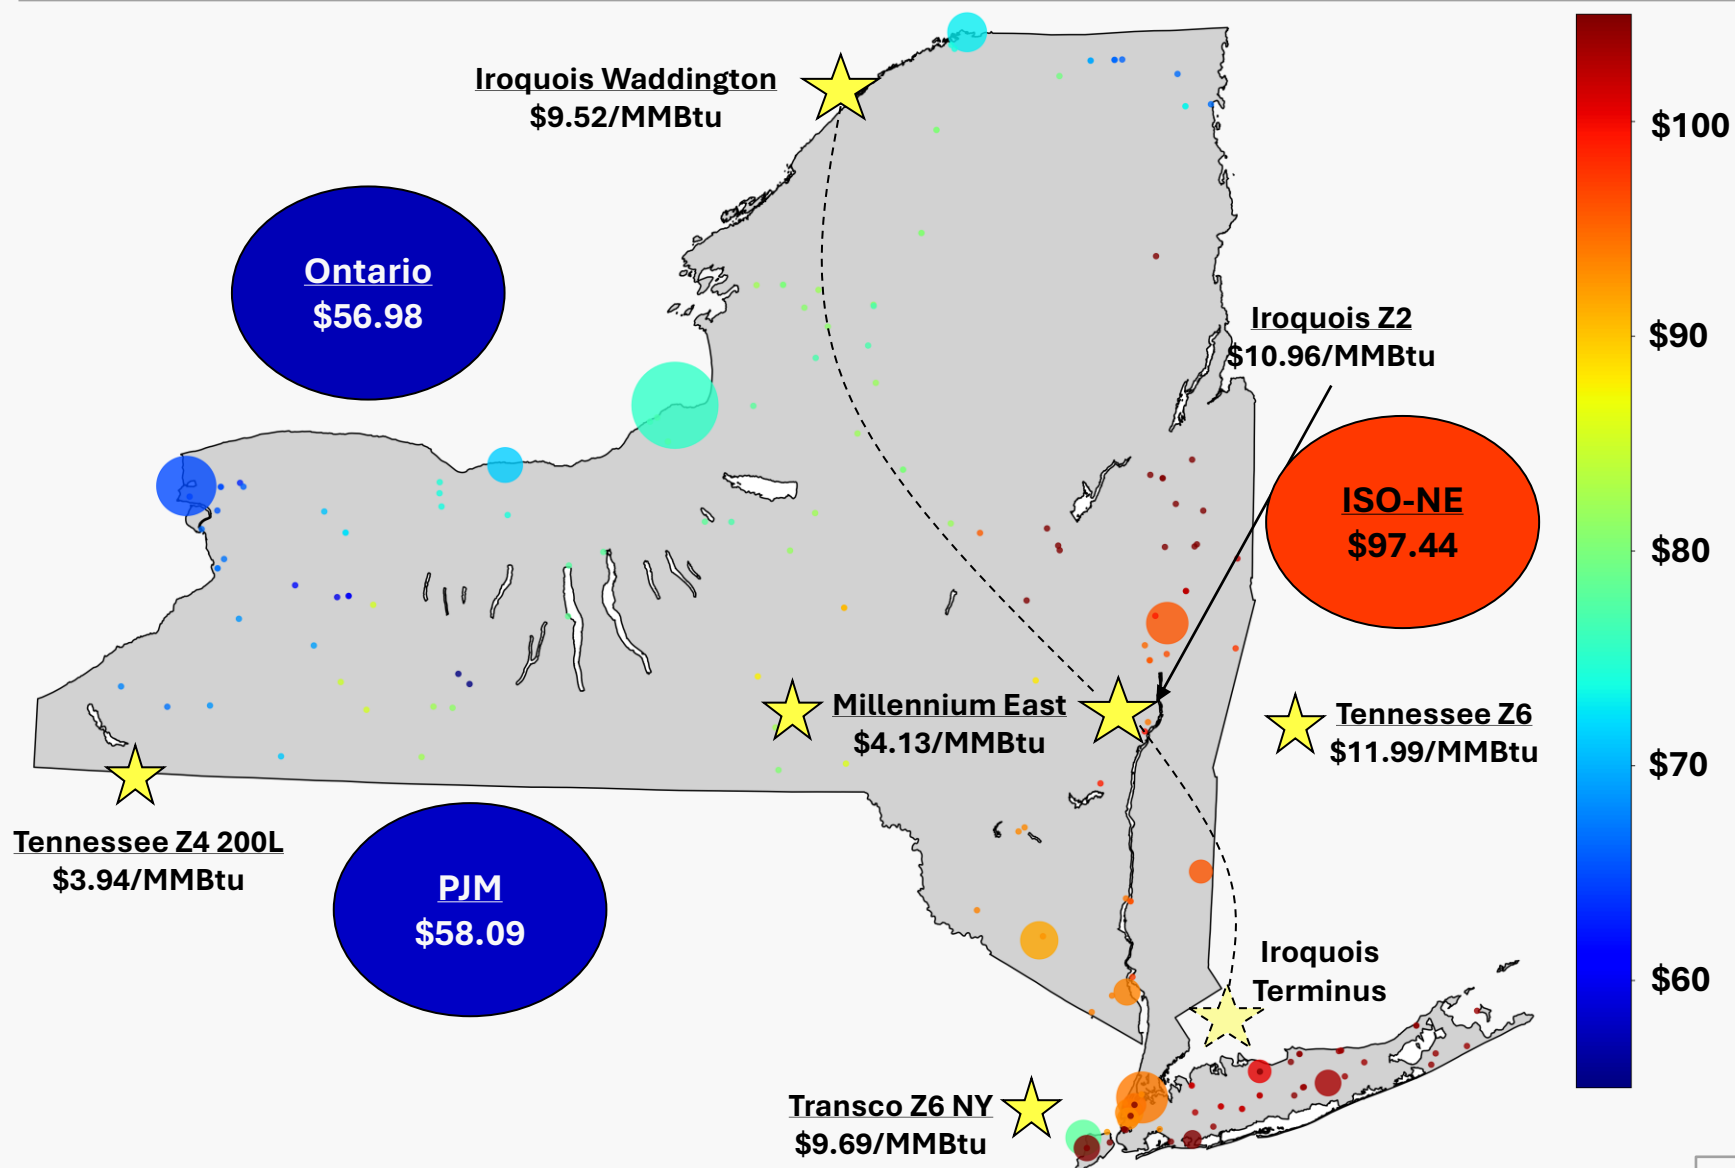 Iroquois Waddington
$9.52/MMBtu
Ontario
$56.98
Iroquois Z2
$10.96/MMBtu
ISO-NE
$97.44
Millennium East
$4.13/MMBtu
Tennessee Z6
$11.99/MMBtu
Tennessee Z4 200L
$3.94/MMBtu
PJM
$58.09
Iroquois
Terminus
Transco Z6 NY
$9.69/MMBtu
$100
$90
$80
$70
$60